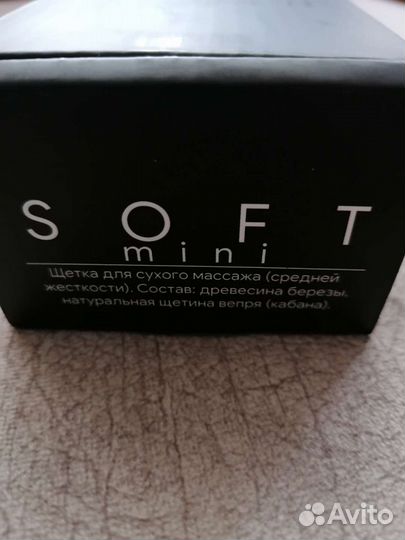 SOFT
mini
Щетка для сухого массажа (средней
жесткости). Состав: древесина березы,
натуральная щетина вепря (кабана).
Avito